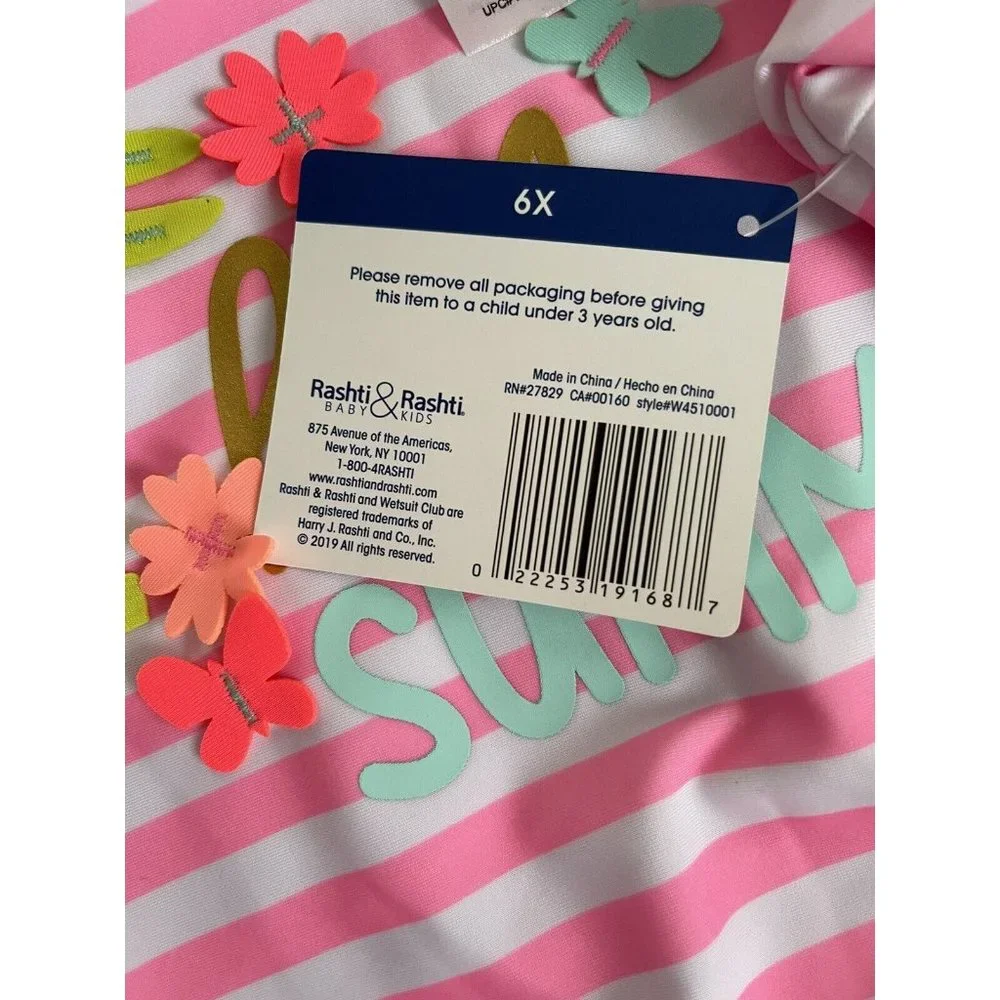 6X
Please remove all packaging before giving
this item to a child under 3 years old.
Made in China / Hecho en China
RN#27829 CA#00160 style#W4510001
Rashti & Rashti
BABY KIDS
875 Avenue of the Americas,
New York, NY 10001
1-800-4RASHTI
www.rashtiandrashti.com
Rashti & Rashti and Wetsuit Club are
registered trademarks of
Harry J. Rashti and Co., Inc.
© 2019 All rights reserved.
0 22253 19168 7